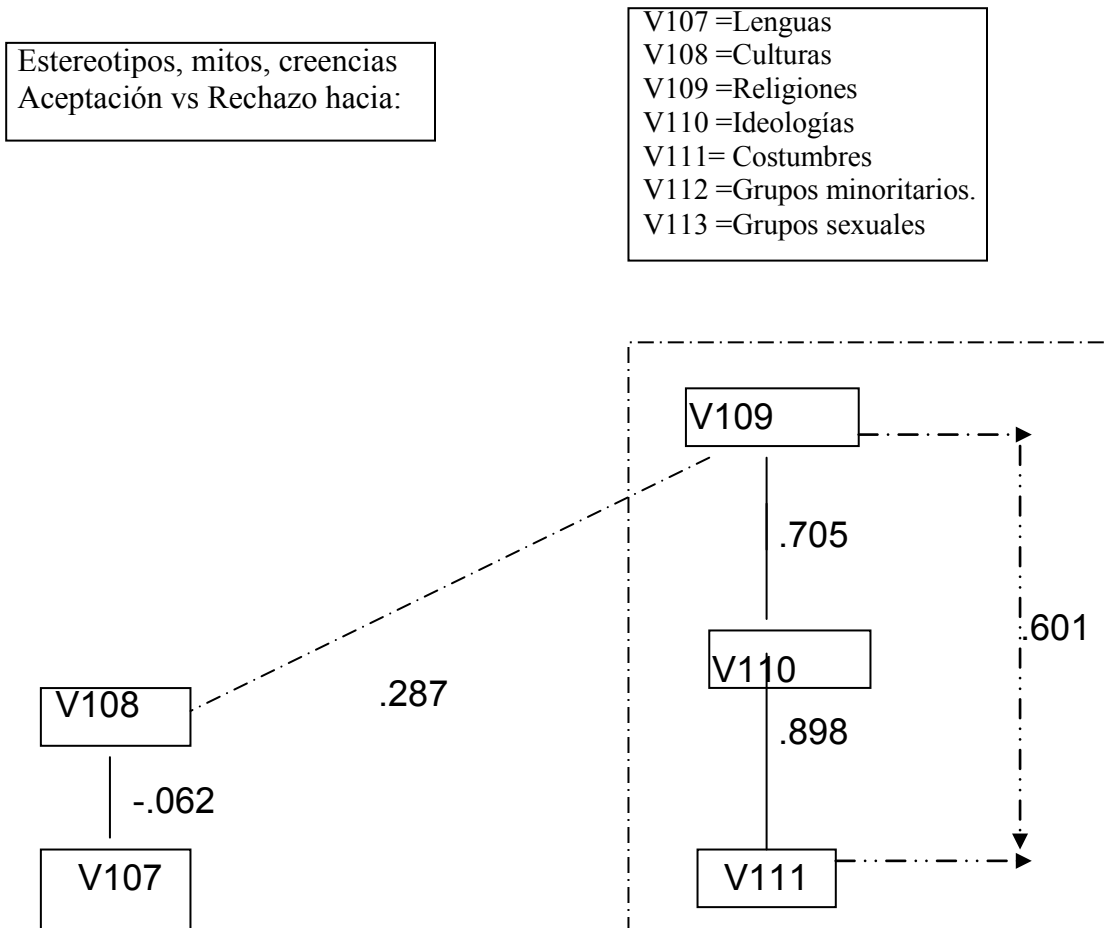 Estereotipos, mitos, creencias
Aceptación vs Rechazo hacia:
V107 =Lenguas
V108 =Culturas
V109 =Religiones
V110 =Ideologías
V111= Costumbres
V112 =Grupos minoritarios.
V113 =Grupos sexuales
V109
.705
.601
V110
V108
.287
.898
-.062
V107
V111